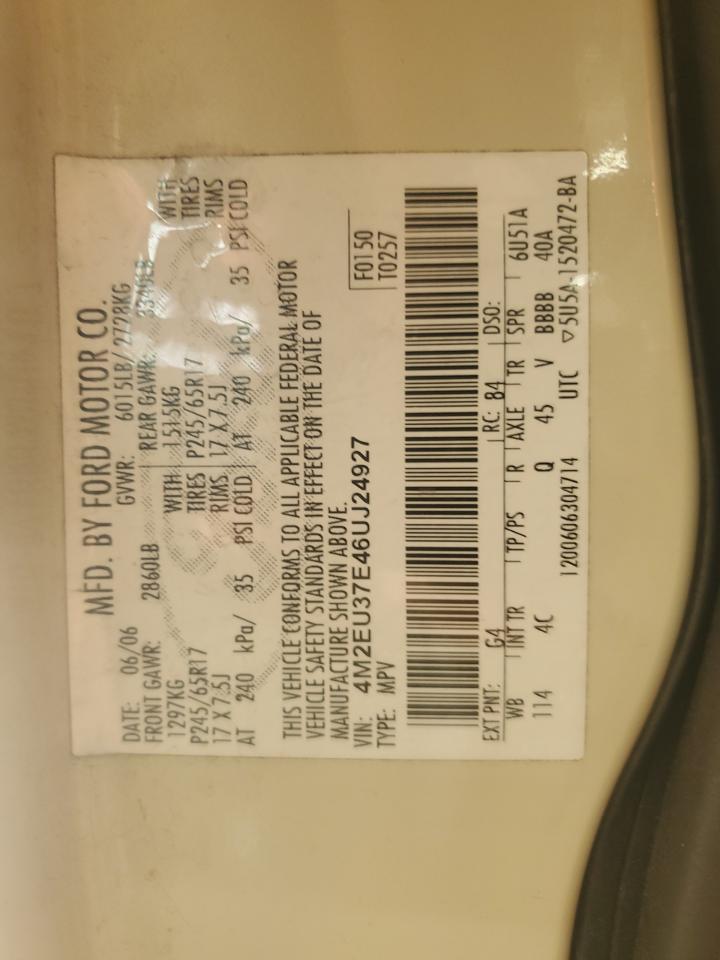 MFD. BY FORD MOTOR CO.
DATE: 06/06 GVWR: 6015LB/ 2728KG
FRONT GAWR: 2860LB REAR GAWR: 3340LB
1297KG WITH 1515KG WITH
P245/65R17 TIRES P245/65R17 TIRES
17 X 7.5J RIMS 17 X 7.5J RIMS
AT 240 kPa/ 35 PSI COLD AT 240 kPa/ 35 PSI COLD
THIS VEHICLE CONFORMS TO ALL APPLICABLE FEDERAL MOTOR
VEHICLE SAFETY STANDARDS IN EFFECT ON THE DATE OF
MANUFACTURE SHOWN ABOVE.
VIN: 4M2EU37E46UJ24927 F0150
TYPE: MPV T0257
EXT PNT: G4 RC: 84 DSO:
WB INT TR TP/PS R AXLE TR SPR 6U51A
114 4C Q 45 V BBBB 40A
1200606304714 UTC ▽5U5A-1520472-BA